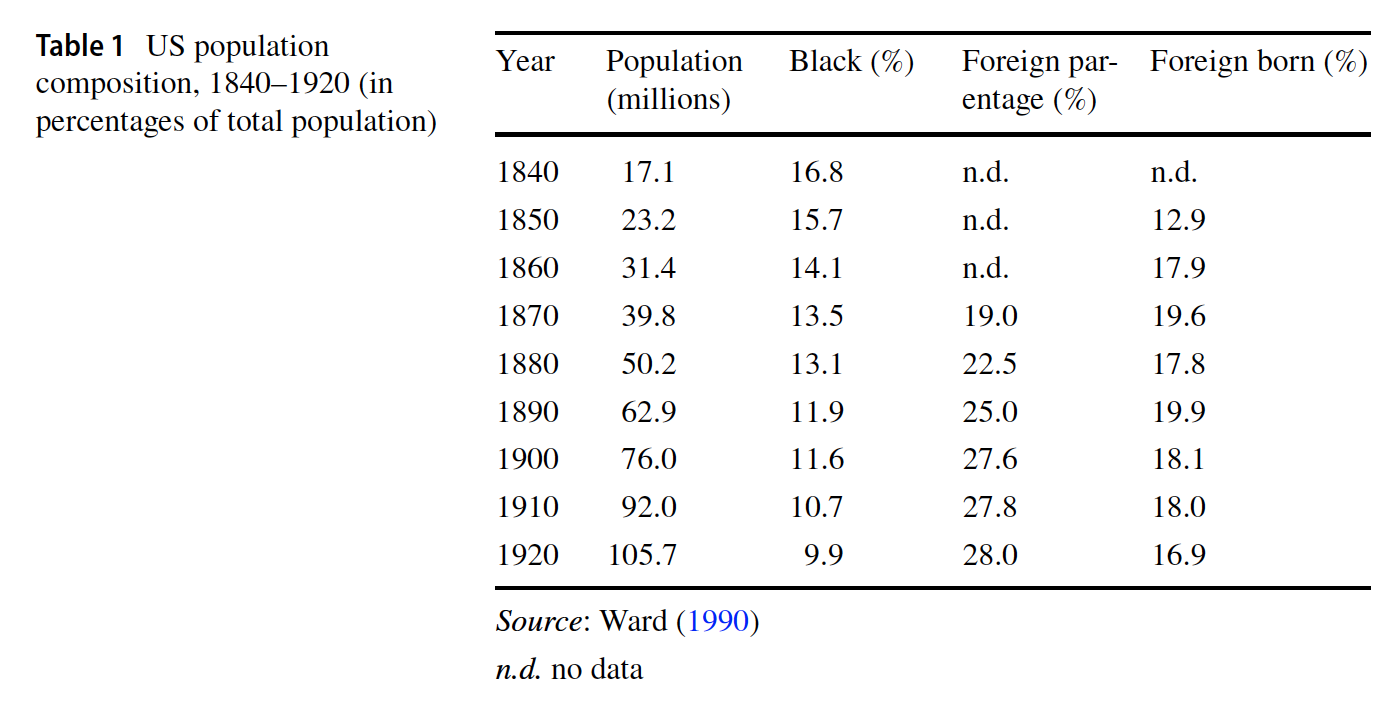 Table 1 US population
composition, 1840–1920 (in
percentages of total population)
Year Population Black (%) Foreign par- Foreign born (%)
(millions) entage (%)
1840 17.1 16.8 n.d. n.d.
1850 23.2 15.7 n.d. 12.9
1860 31.4 14.1 n.d. 17.9
1870 39.8 13.5 19.0 19.6
1880 50.2 13.1 22.5 17.8
1890 62.9 11.9 25.0 19.9
1900 76.0 11.6 27.6 18.1
1910 92.0 10.7 27.8 18.0
1920 105.7 9.9 28.0 16.9
Source: Ward (1990)
n.d. no data